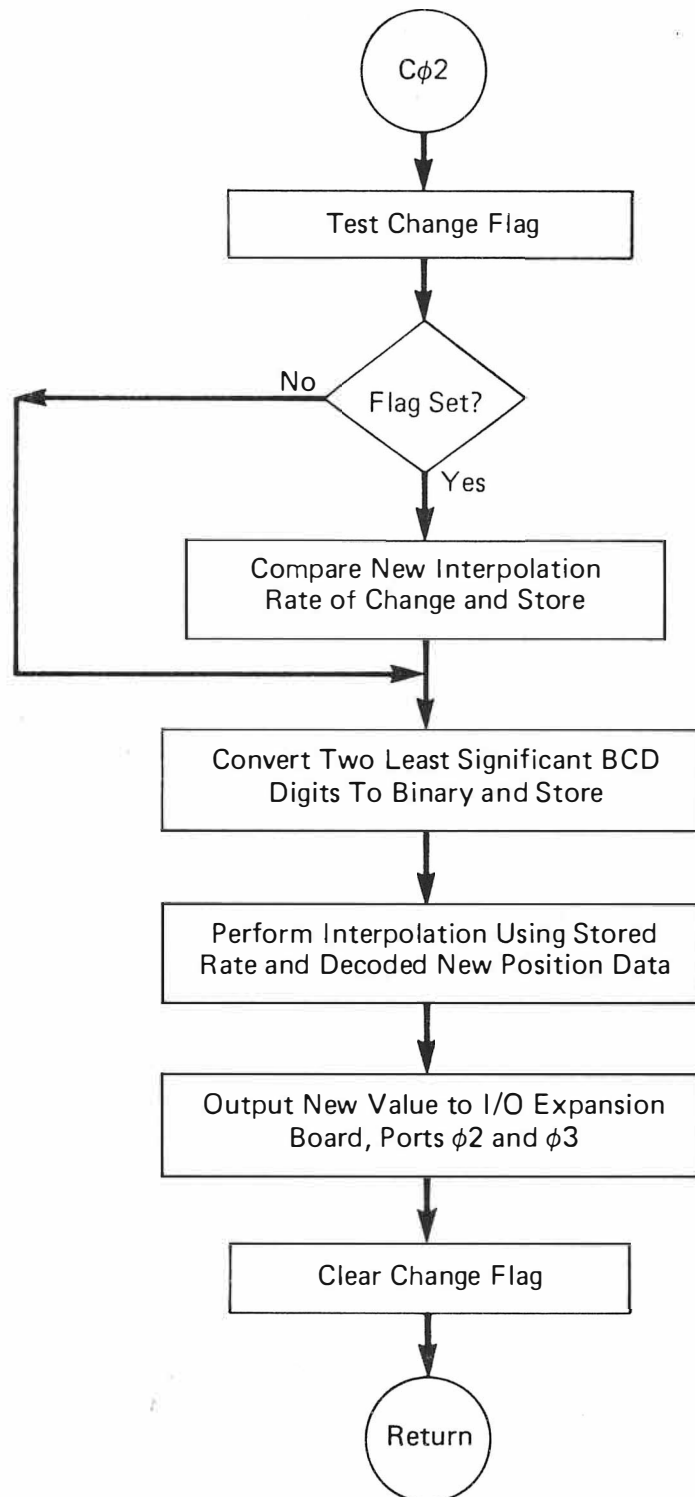 Cφ2
Test Change Flag
No
Flag Set?
Yes
Compare New Interpolation
Rate of Change and Store
Convert Two Least Significant BCD
Digits To Binary and Store
Perform Interpolation Using Stored
Rate and Decoded New Position Data
Output New Value to I/O Expansion
Board, Ports φ2 and φ3
Clear Change Flag
Return